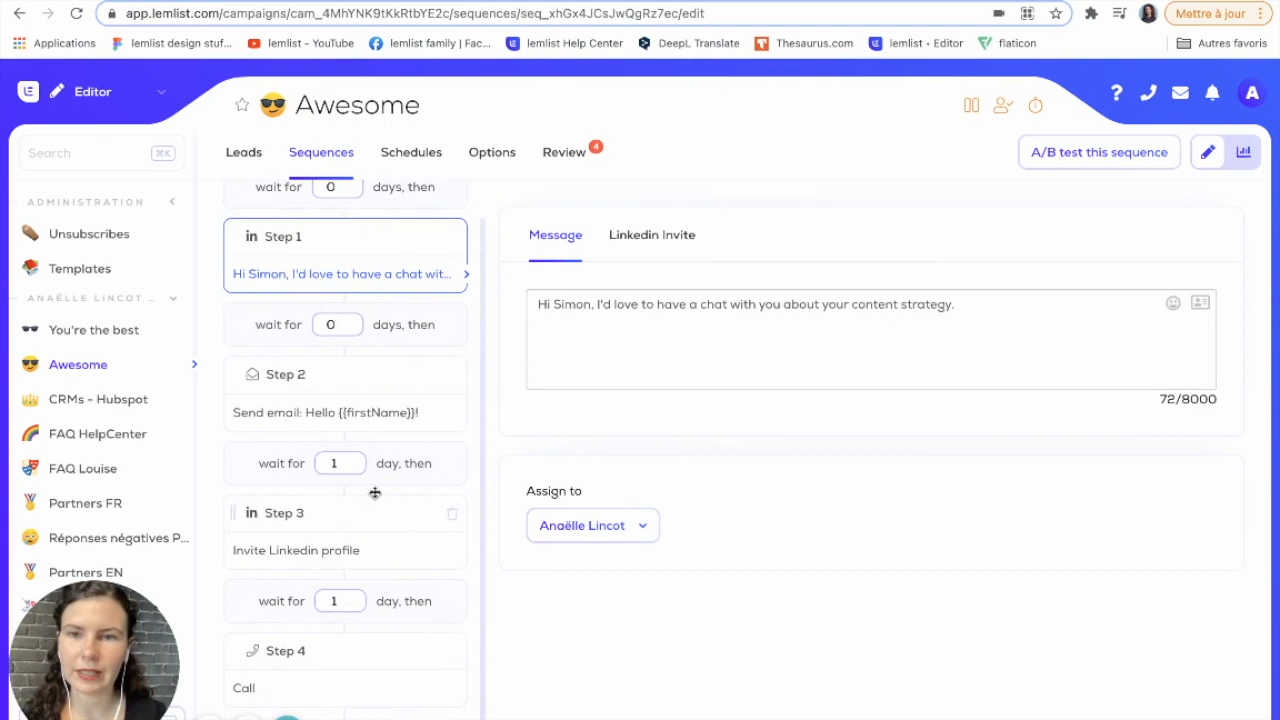 app.lemlist.com/campaigns/cam_4MhYNK9tKkRtbYE2c/sequences/seq_xhGx4JCsJwQgRz7ec/edit
Mettre à jour
Applications
lemlist design stuf...
lemlist - YouTube
lemlist family | Fac...
lemlist Help Center
DeepL Translate
Thesaurus.com
lemlist • Editor
flaticon
Autres favoris
Editor
Awesome
A
Search
⌘K
Leads
Sequences
Schedules
Options
Review
4
A/B test this sequence
ADMINISTRATION
Unsubscribes
Templates
ANAËLLE LINCOT ...
You're the best
Awesome
CRMs - Hubspot
FAQ HelpCenter
FAQ Louise
Partners FR
Réponses négatives P...
Partners EN
wait for 0 days, then
in Step 1
Hi Simon, I'd love to have a chat wit...
wait for 0 days, then
Step 2
Send email: Hello {{firstName}}!
wait for 1 day, then
in Step 3
Invite Linkedin profile
wait for 1 day, then
Step 4
Call
Message
Linkedin Invite
Hi Simon, I'd love to have a chat with you about your content strategy.
72/8000
Assign to
Anaëlle Lincot